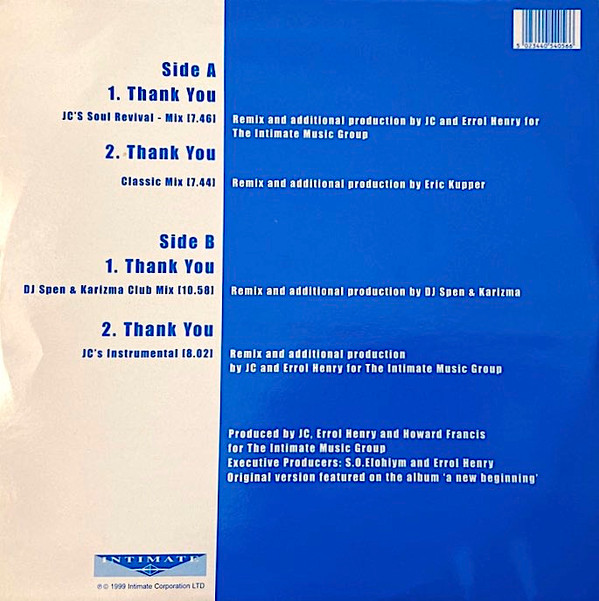 Side A
1. Thank You
JC'S Soul Revival - Mix [7.46]
Remix and additional production by JC and Errol Henry for
The Intimate Music Group
2. Thank You
Classic Mix [7.44]
Remix and additional production by Eric Kupper
Side B
1. Thank You
DJ Spen & Karizma Club Mix [10.58]
Remix and additional production by DJ Spen & Karizma
2. Thank You
JC's Instrumental [8.02]
Remix and additional production
by JC and Errol Henry for The Intimate Music Group
Produced by JC, Errol Henry and Howard Francis
for The Intimate Music Group
Executive Producers: S.O.Elohiym and Errol Henry
Original version featured on the album 'a new beginning'
INTIMATE
℗ © 1999 Intimate Corporation LTD